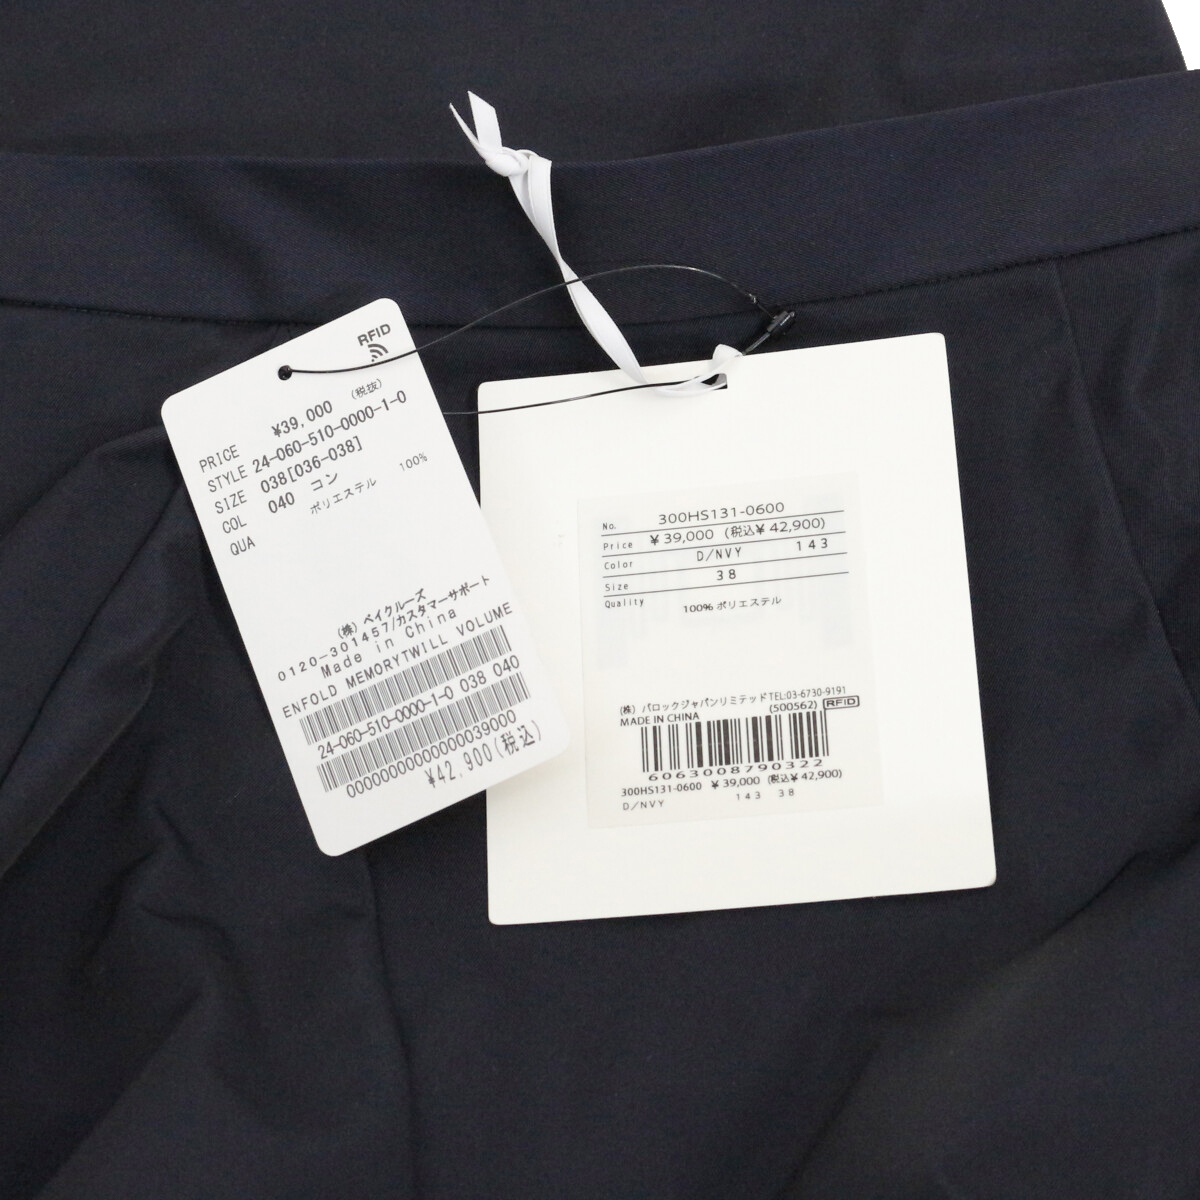 RFID
PRICE ¥39,000 (税抜)
STYLE 24-060-510-0000-1-0
SIZE 038[036-038]
COL 040 コン
QUA ポリエステル 100%
(株) ベイクルーズ
0120-301457/カスタマーサポート
Made in China
ENFOLD MEMORYTWILL VOLUME
24-060-510-0000-1-0 038 040
0000000000000000039000
¥42,900(税込)
No. 300HS131-0600
Price ¥ 39,000 (税込¥ 42,900)
Color D/NVY 143
Size 38
Quality 100% ポリエステル
(株) バロックジャパンリミテッド TEL:03-6730-9191
MADE IN CHINA (500562) RFID
6063008790322
300HS131-0600 ¥ 39,000 (税込¥ 42,900)
D/NVY 143 38